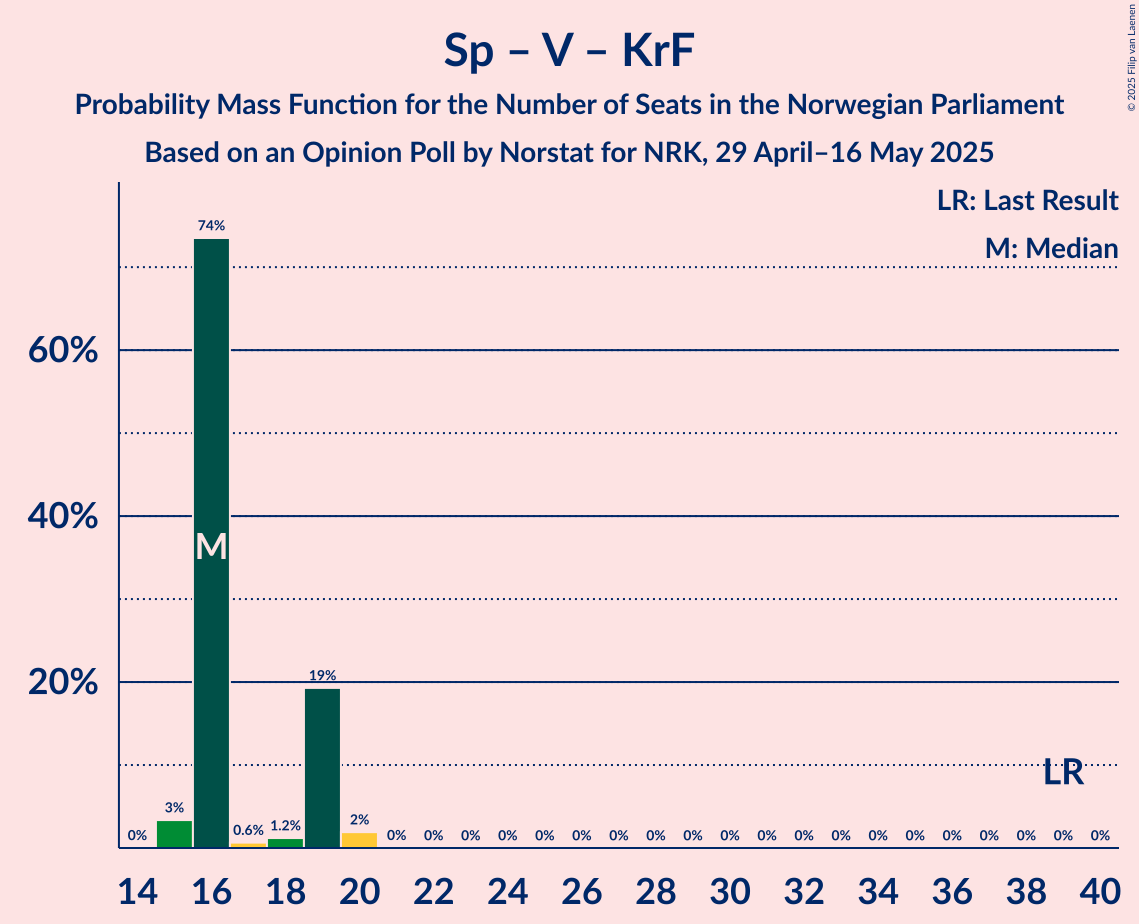 Sp – V – KrF
Probability Mass Function for the Number of Seats in the Norwegian Parliament
Based on an Opinion Poll by Norstat for NRK, 29 April–16 May 2025
© 2025 Filip van Laenen
LR: Last Result
M: Median
60%
40%
20%
0% 3% 74% 0.6% 1.2% 19% 2% 0% 0% 0% 0% 0% 0% 0% 0% 0% 0% 0% 0% 0% 0% 0% 0% 0% 0% 0% 0%
M
LR
14 16 18 20 22 24 26 28 30 32 34 36 38 40